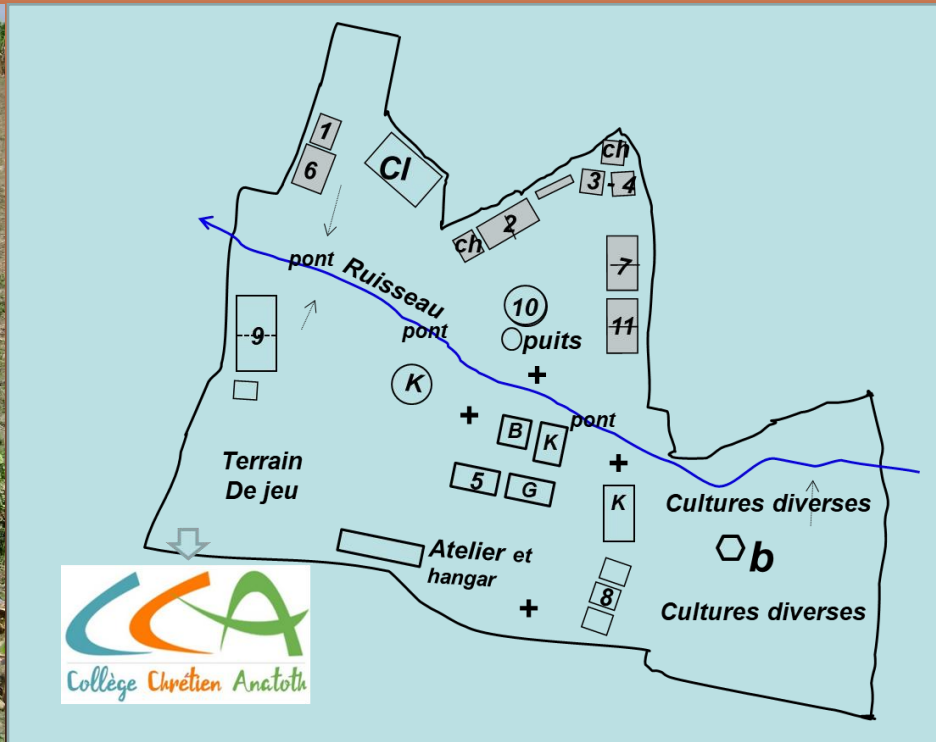 1
6
Cl
ch
3 - 4
2
ch
7
pont
Ruisseau
10
11
9
pont
puits
K
+
+
pont
B
K
+
Terrain
De jeu
5
G
K
Cultures diverses
Atelier et
hangar
b
8
+
Cultures diverses
CCA
Collège Chrétien Anatoth